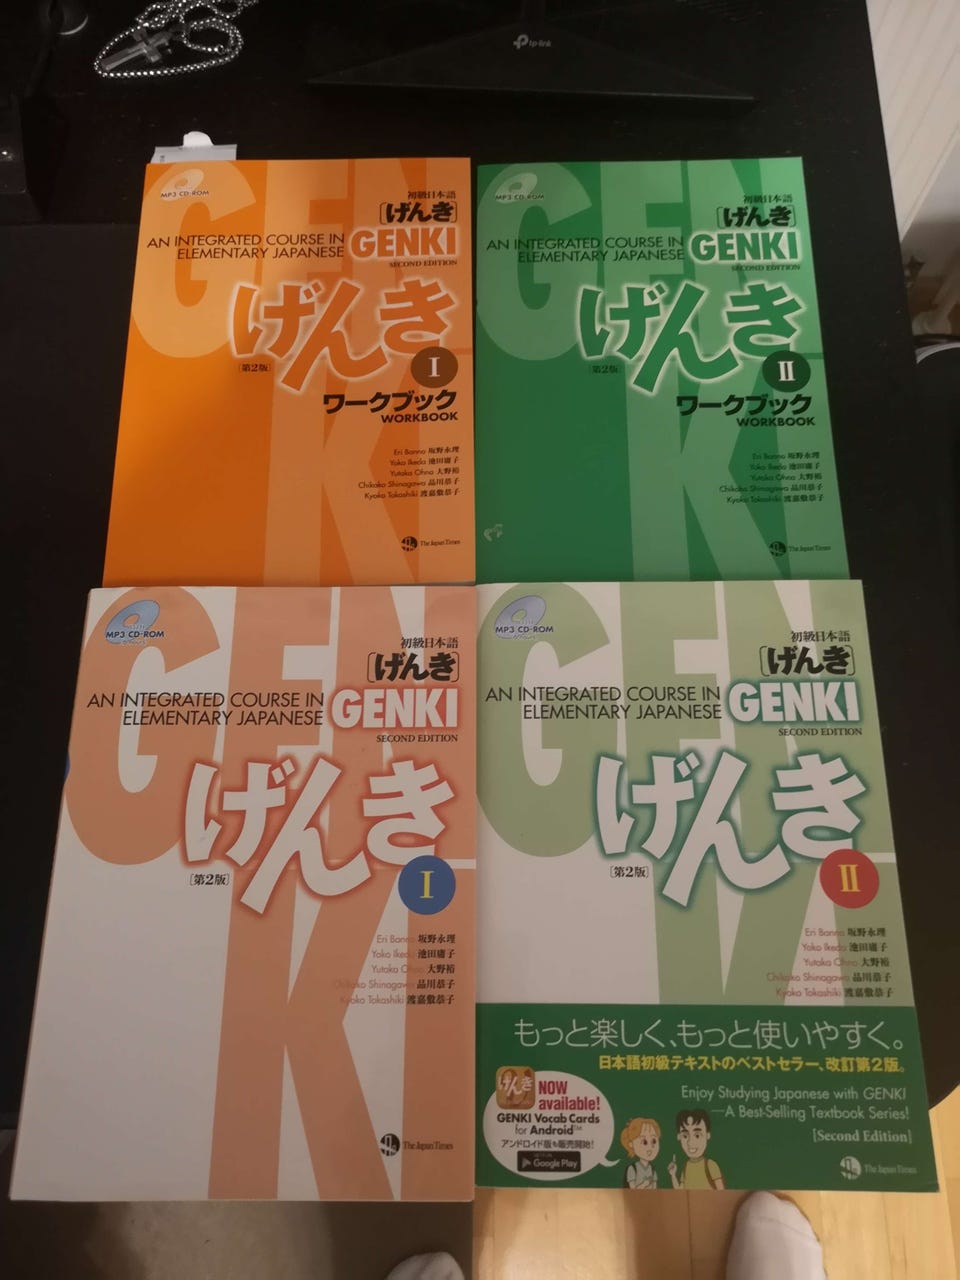 tp-link
MP3 CD-ROM
初級日本語
[げんき]
AN INTEGRATED COURSE IN
ELEMENTARY JAPANESE
GENKI
SECOND EDITION
げんき
[第2版]
I
ワークブック
WORKBOOK
Eri Banno 坂野永理
Yoko Ikeda 池田庸子
Yutaka Ohno 大野裕
Chikako Shinagawa 品川恭子
Kyoko Tokashiki 渡嘉敷恭子
The Japan Times
GENKI
MP3 CD-ROM
初級日本語
[げんき]
AN INTEGRATED COURSE IN
ELEMENTARY JAPANESE
GENKI
SECOND EDITION
げんき
[第2版]
II
ワークブック
WORKBOOK
Eri Banno 坂野永理
Yoko Ikeda 池田庸子
Yutaka Ohno 大野裕
Chikako Shinagawa 品川恭子
Kyoko Tokashiki 渡嘉敷恭子
The Japan Times
GENKI
MP3 CD-ROM
初級日本語
[げんき]
AN INTEGRATED COURSE IN
ELEMENTARY JAPANESE
GENKI
SECOND EDITION
げんき
[第2版]
I
Eri Banno 坂野永理
Yoko Ikeda 池田庸子
Yutaka Ohno 大野裕
Chikako Shinagawa 品川恭子
Kyoko Tokashiki 渡嘉敷恭子
The Japan Times
GENKI
MP3 CD-ROM
初級日本語
[げんき]
AN INTEGRATED COURSE IN
ELEMENTARY JAPANESE
GENKI
SECOND EDITION
げんき
[第2版]
II
Eri Banno 坂野永理
Yoko Ikeda 池田庸子
Yutaka Ohno 大野裕
Chikako Shinagawa 品川恭子
Kyoko Tokashiki 渡嘉敷恭子
もっと楽しく、もっと使いやすく。
日本語初級テキストのベストセラー、改訂第2版。
げんき
NOW
available!
GENKI Vocab Cards
for Android™
アンドロイド版も販売開始!
Google Play
Enjoy Studying Japanese with GENKI
—A Best-Selling Textbook Series!
[Second Edition]
The Japan Times